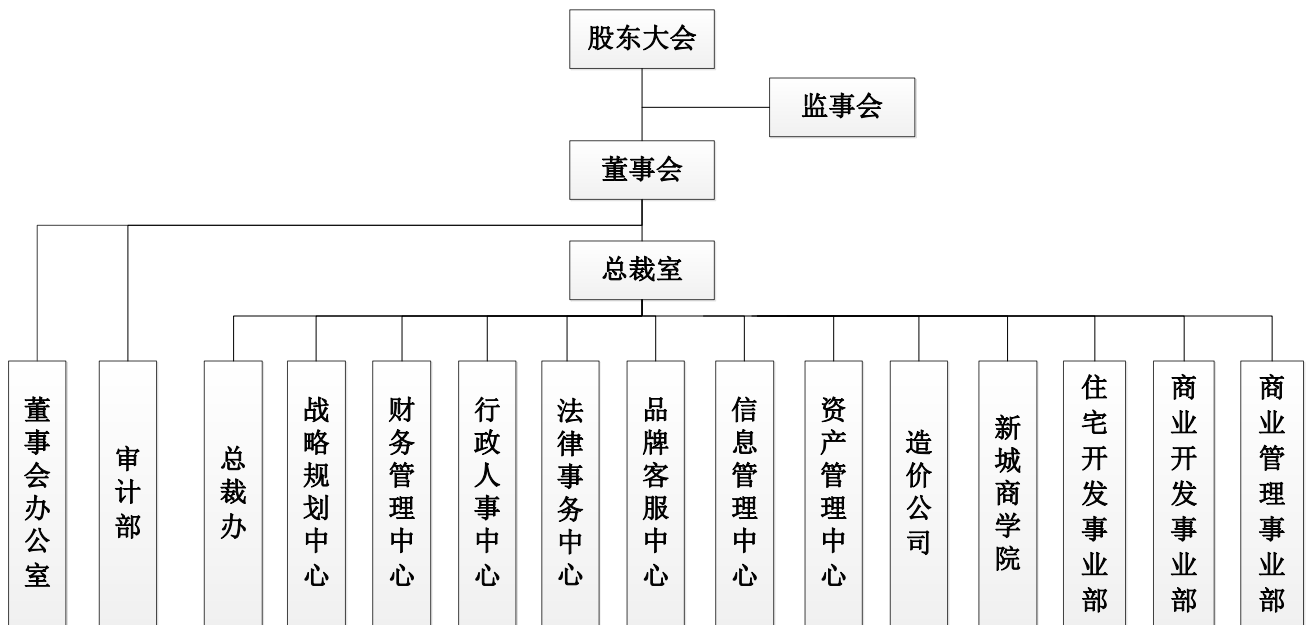 股东大会
监事会
董事会
总裁室
董事会办公室
审计部
总裁办
战略规划中心
财务管理中心
行政人事中心
法律事务中心
品牌客服中心
信息管理中心
资产管理中心
造价公司
新城商学院
住宅开发事业部
商业开发事业部
商业管理事业部